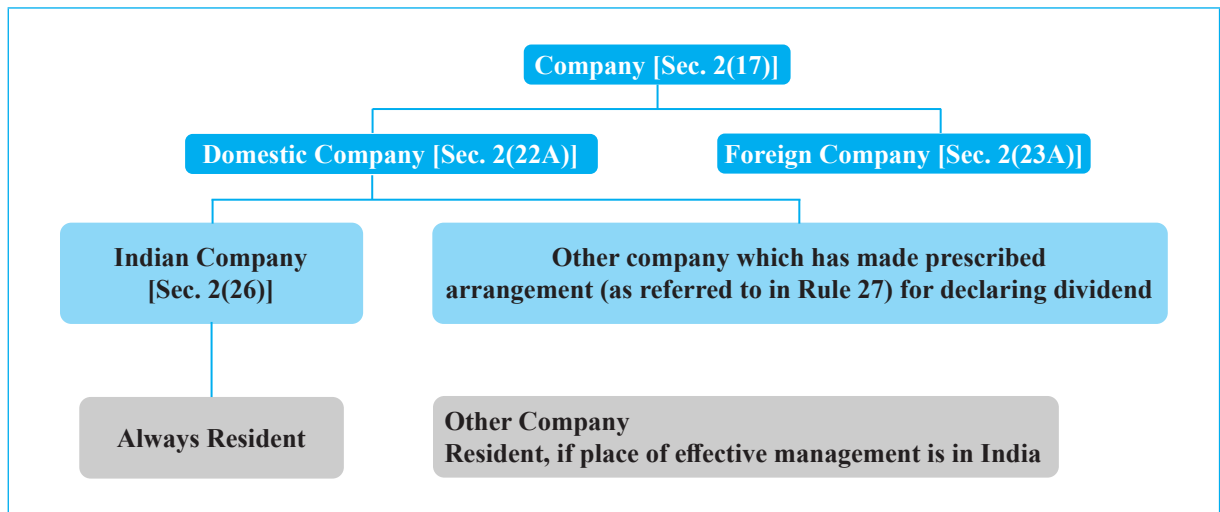 Company [Sec. 2(17)]
Domestic Company [Sec. 2(22A)]
Foreign Company [Sec. 2(23A)]
Indian Company
[Sec. 2(26)]
Other company which has made prescribed
arrangement (as referred to in Rule 27) for declaring dividend
Always Resident
Other Company
Resident, if place of effective management is in India